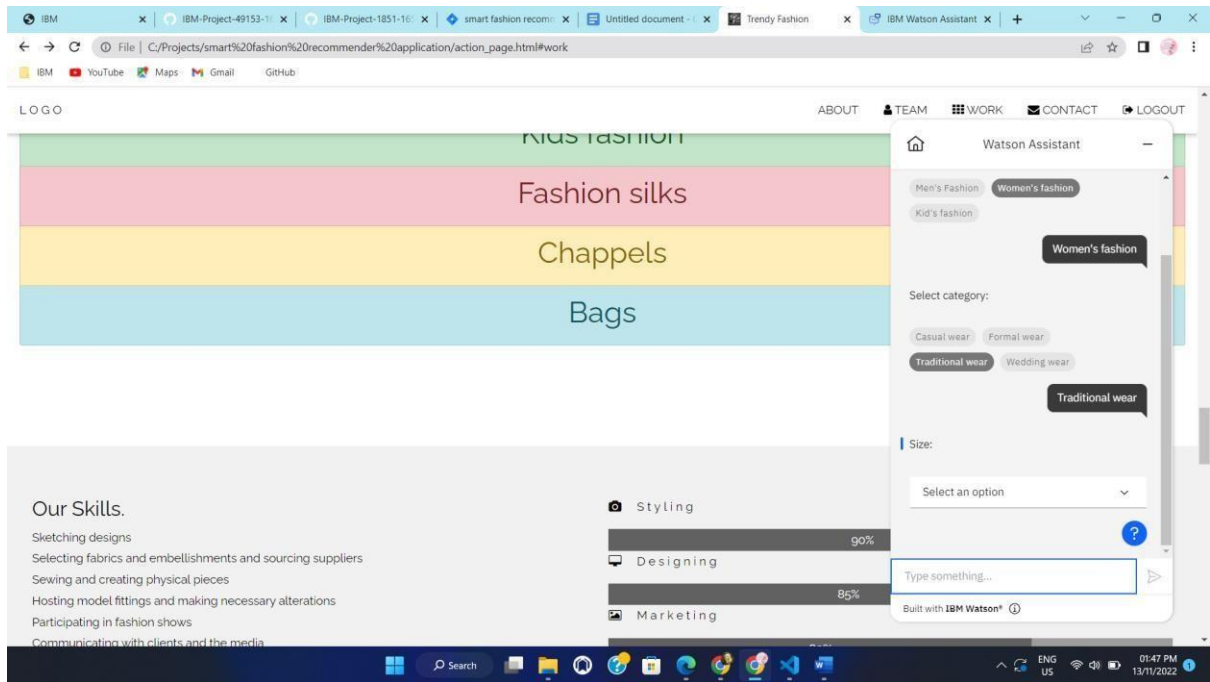 IBM
IBM-Project-49153-1
IBM-Project-1851-16
smart fashion recomm
Untitled document -
Trendy Fashion
IBM Watson Assistant
File | C:/Projects/smart%20fashion%20recommender%20application/action_page.html#work
IBM YouTube Maps Gmail GitHub
LOGO
ABOUT TEAM WORK CONTACT LOGOUT
Kids fashion
Fashion silks
Chappels
Bags
Our Skills.
Sketching designs
Selecting fabrics and embellishments and sourcing suppliers
Sewing and creating physical pieces
Hosting model fittings and making necessary alterations
Participating in fashion shows
Communicating with clients and the media
Styling
90%
Designing
85%
Marketing
Watson Assistant
Men's Fashion Women's fashion
Kid's fashion
Women's fashion
Select category:
Casual wear Formal wear
Traditional wear Wedding wear
Traditional wear
Size:
Select an option
?
Type something...
Built with IBM Watson®
Search
ENG
US
01:47 PM
13/11/2022
1